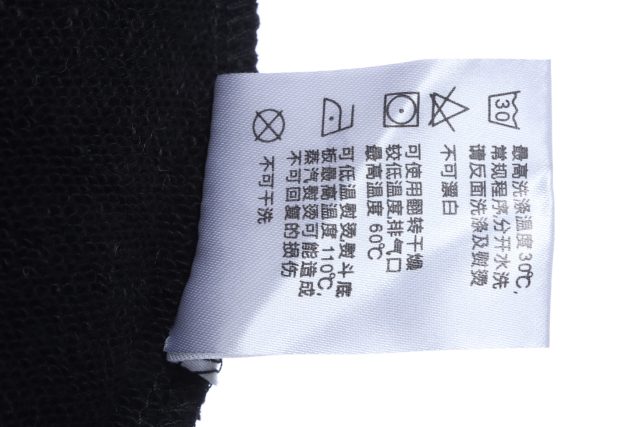 30
最高洗涤温度 30℃,
常规程序,分开水洗
请反面洗涤及熨烫
不可漂白
可使用翻转干燥
较低温度排气口
最高温度 60℃
可低温熨烫熨斗底
板最高温度 110℃,
蒸汽熨烫可能造成
不可回复的损伤
不可干洗